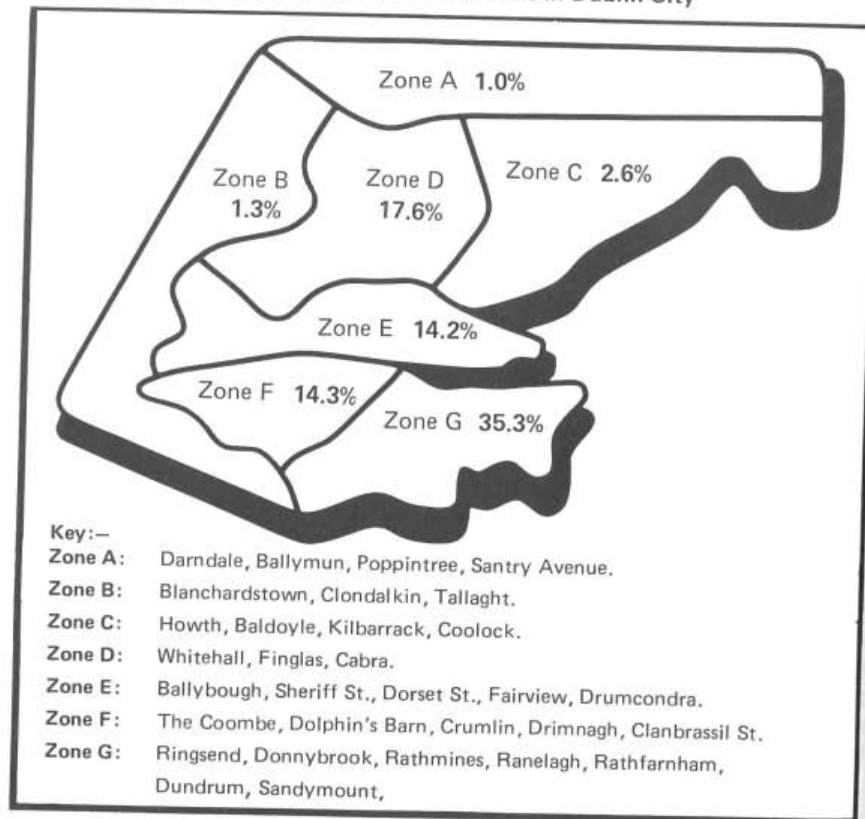 in Dublin City
Zone A 1.0%
Zone B
1.3%
Zone D
17.6%
Zone C 2.6%
Zone E 14.2%
Zone F 14.3%
Zone G 35.3%
Key:—
Zone A: Darndale, Ballymun, Poppintree, Santry Avenue.
Zone B: Blanchardstown, Clondalkin, Tallaght.
Zone C: Howth, Baldoyle, Kilbarrack, Coolock.
Zone D: Whitehall, Finglas, Cabra.
Zone E: Ballybough, Sheriff St., Dorset St., Fairview, Drumcondra.
Zone F: The Coombe, Dolphin's Barn, Crumlin, Drimnagh, Clanbrassil St.
Zone G: Ringsend, Donnybrook, Rathmines, Ranelagh, Rathfarnham,
Dundrum, Sandymount,